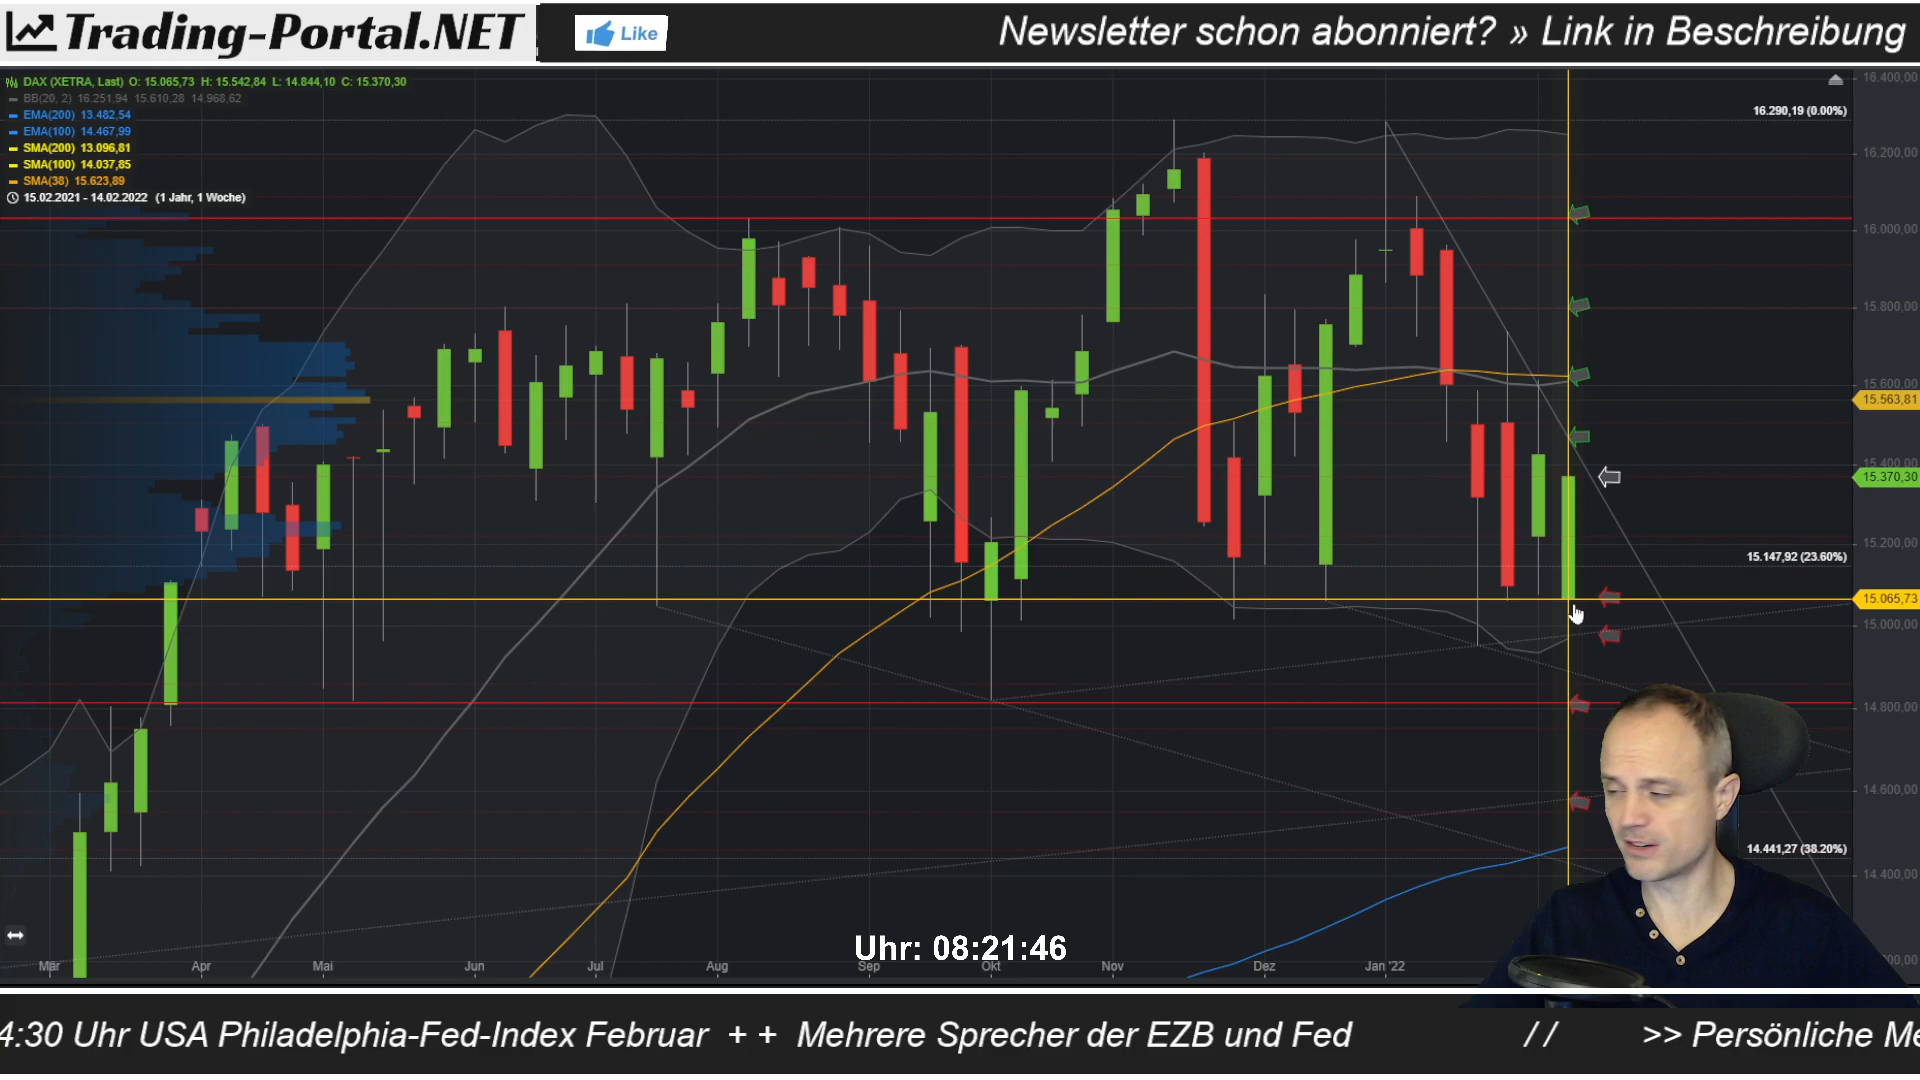 Trading-Portal.NET
Like
Newsletter schon abonniert? » Link in Beschreibung
DAX (XETRA, Last) O: 15.065,73 H: 15.542,84 L: 14.844,10 C: 15.370,30
BB(20, 2) 16.251,94 15.610,28 14.968,62
EMA(200) 13.482,54
EMA(100) 14.467,99
SMA(200) 13.096,81
SMA(100) 14.037,85
SMA(38) 15.623,89
15.02.2021 - 14.02.2022 (1 Jahr, 1 Woche)
16.400,00
16.290,19 (0.00%)
16.200,00
16.000,00
15.800,00
15.600,00
15.563,81
15.400,00
15.370,30
15.200,00
15.147,92 (23.60%)
15.065,73
15.000,00
14.800,00
14.600,00
14.441,27 (38.20%)
14.400,00
00,00
Uhr: 08:21:46
Mär Apr Mai Jun Jul Aug Sep Okt Nov Dez Jan '22
4:30 Uhr USA Philadelphia-Fed-Index Februar + + Mehrere Sprecher der EZB und Fed // >> Persönliche Me